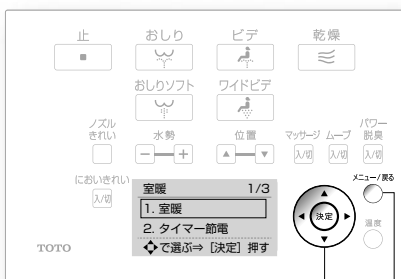 止 おしり ビデ 乾燥
おしりソフト ワイドビデ
ノズル
きれい
水勢 位置 マッサージ ムーブ
パワー
脱臭
− + ▲ ▼ 入/切 入/切 入/切
においきれい
入/切
メニュー/戻る
室暖 1/3
1. 室暖
2. タイマー節電
で選ぶ⇒ [決定] 押す
決定
温度
TOTO